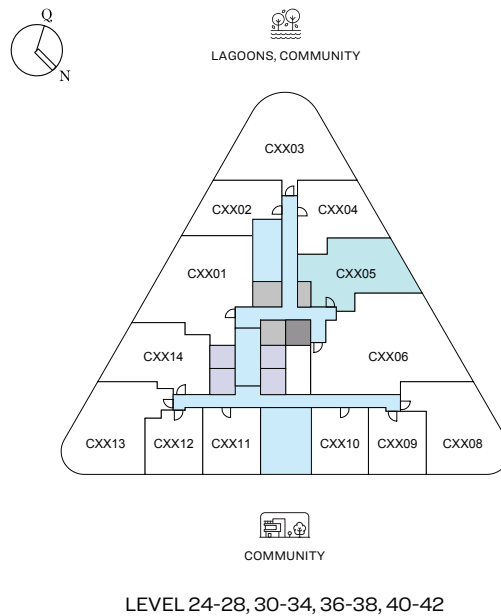 Q
N
LAGOONS, COMMUNITY
CXX03
CXX02 CXX04
CXX01 CXX05
CXX14 CXX06
CXX13 CXX12 CXX11 CXX10 CXX09 CXX08
COMMUNITY
LEVEL 24-28, 30-34, 36-38, 40-42